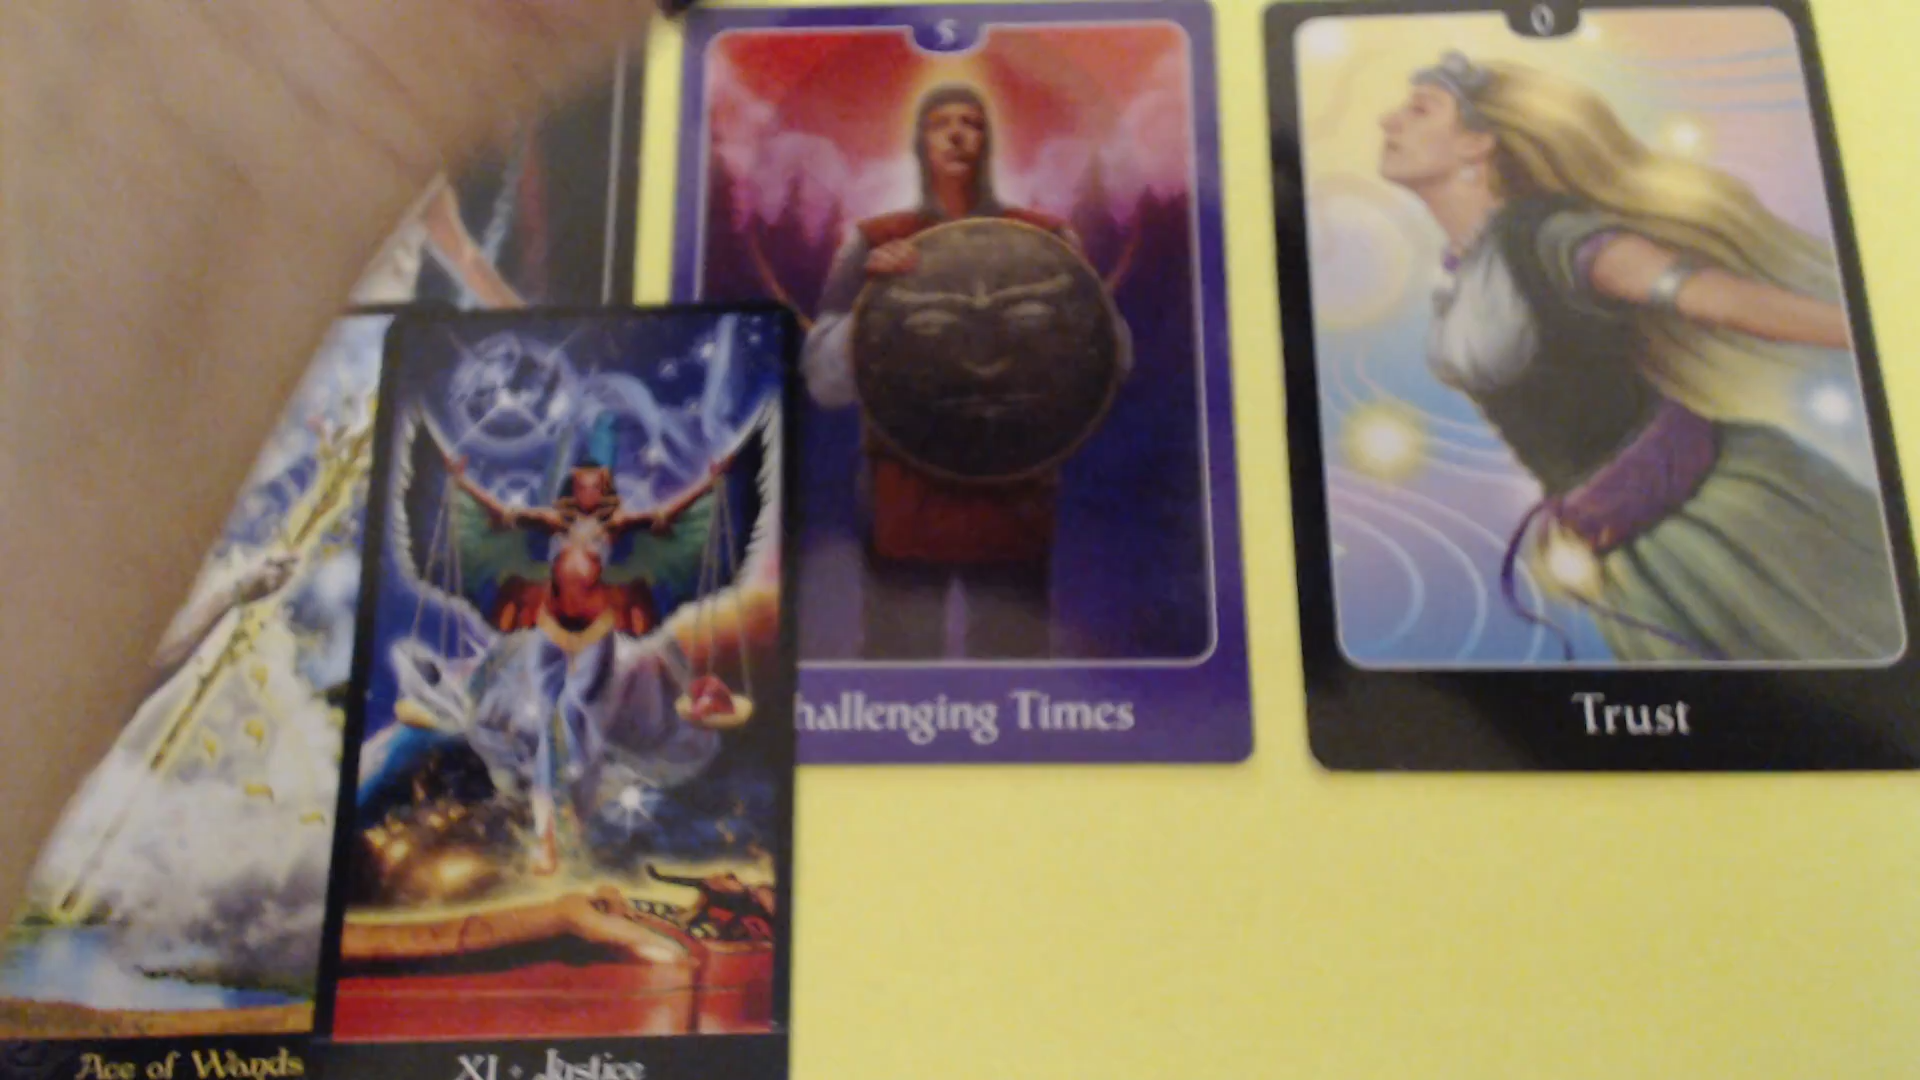 5
0
hallenging Times
Trust
Ace of Wands
XI • Justice